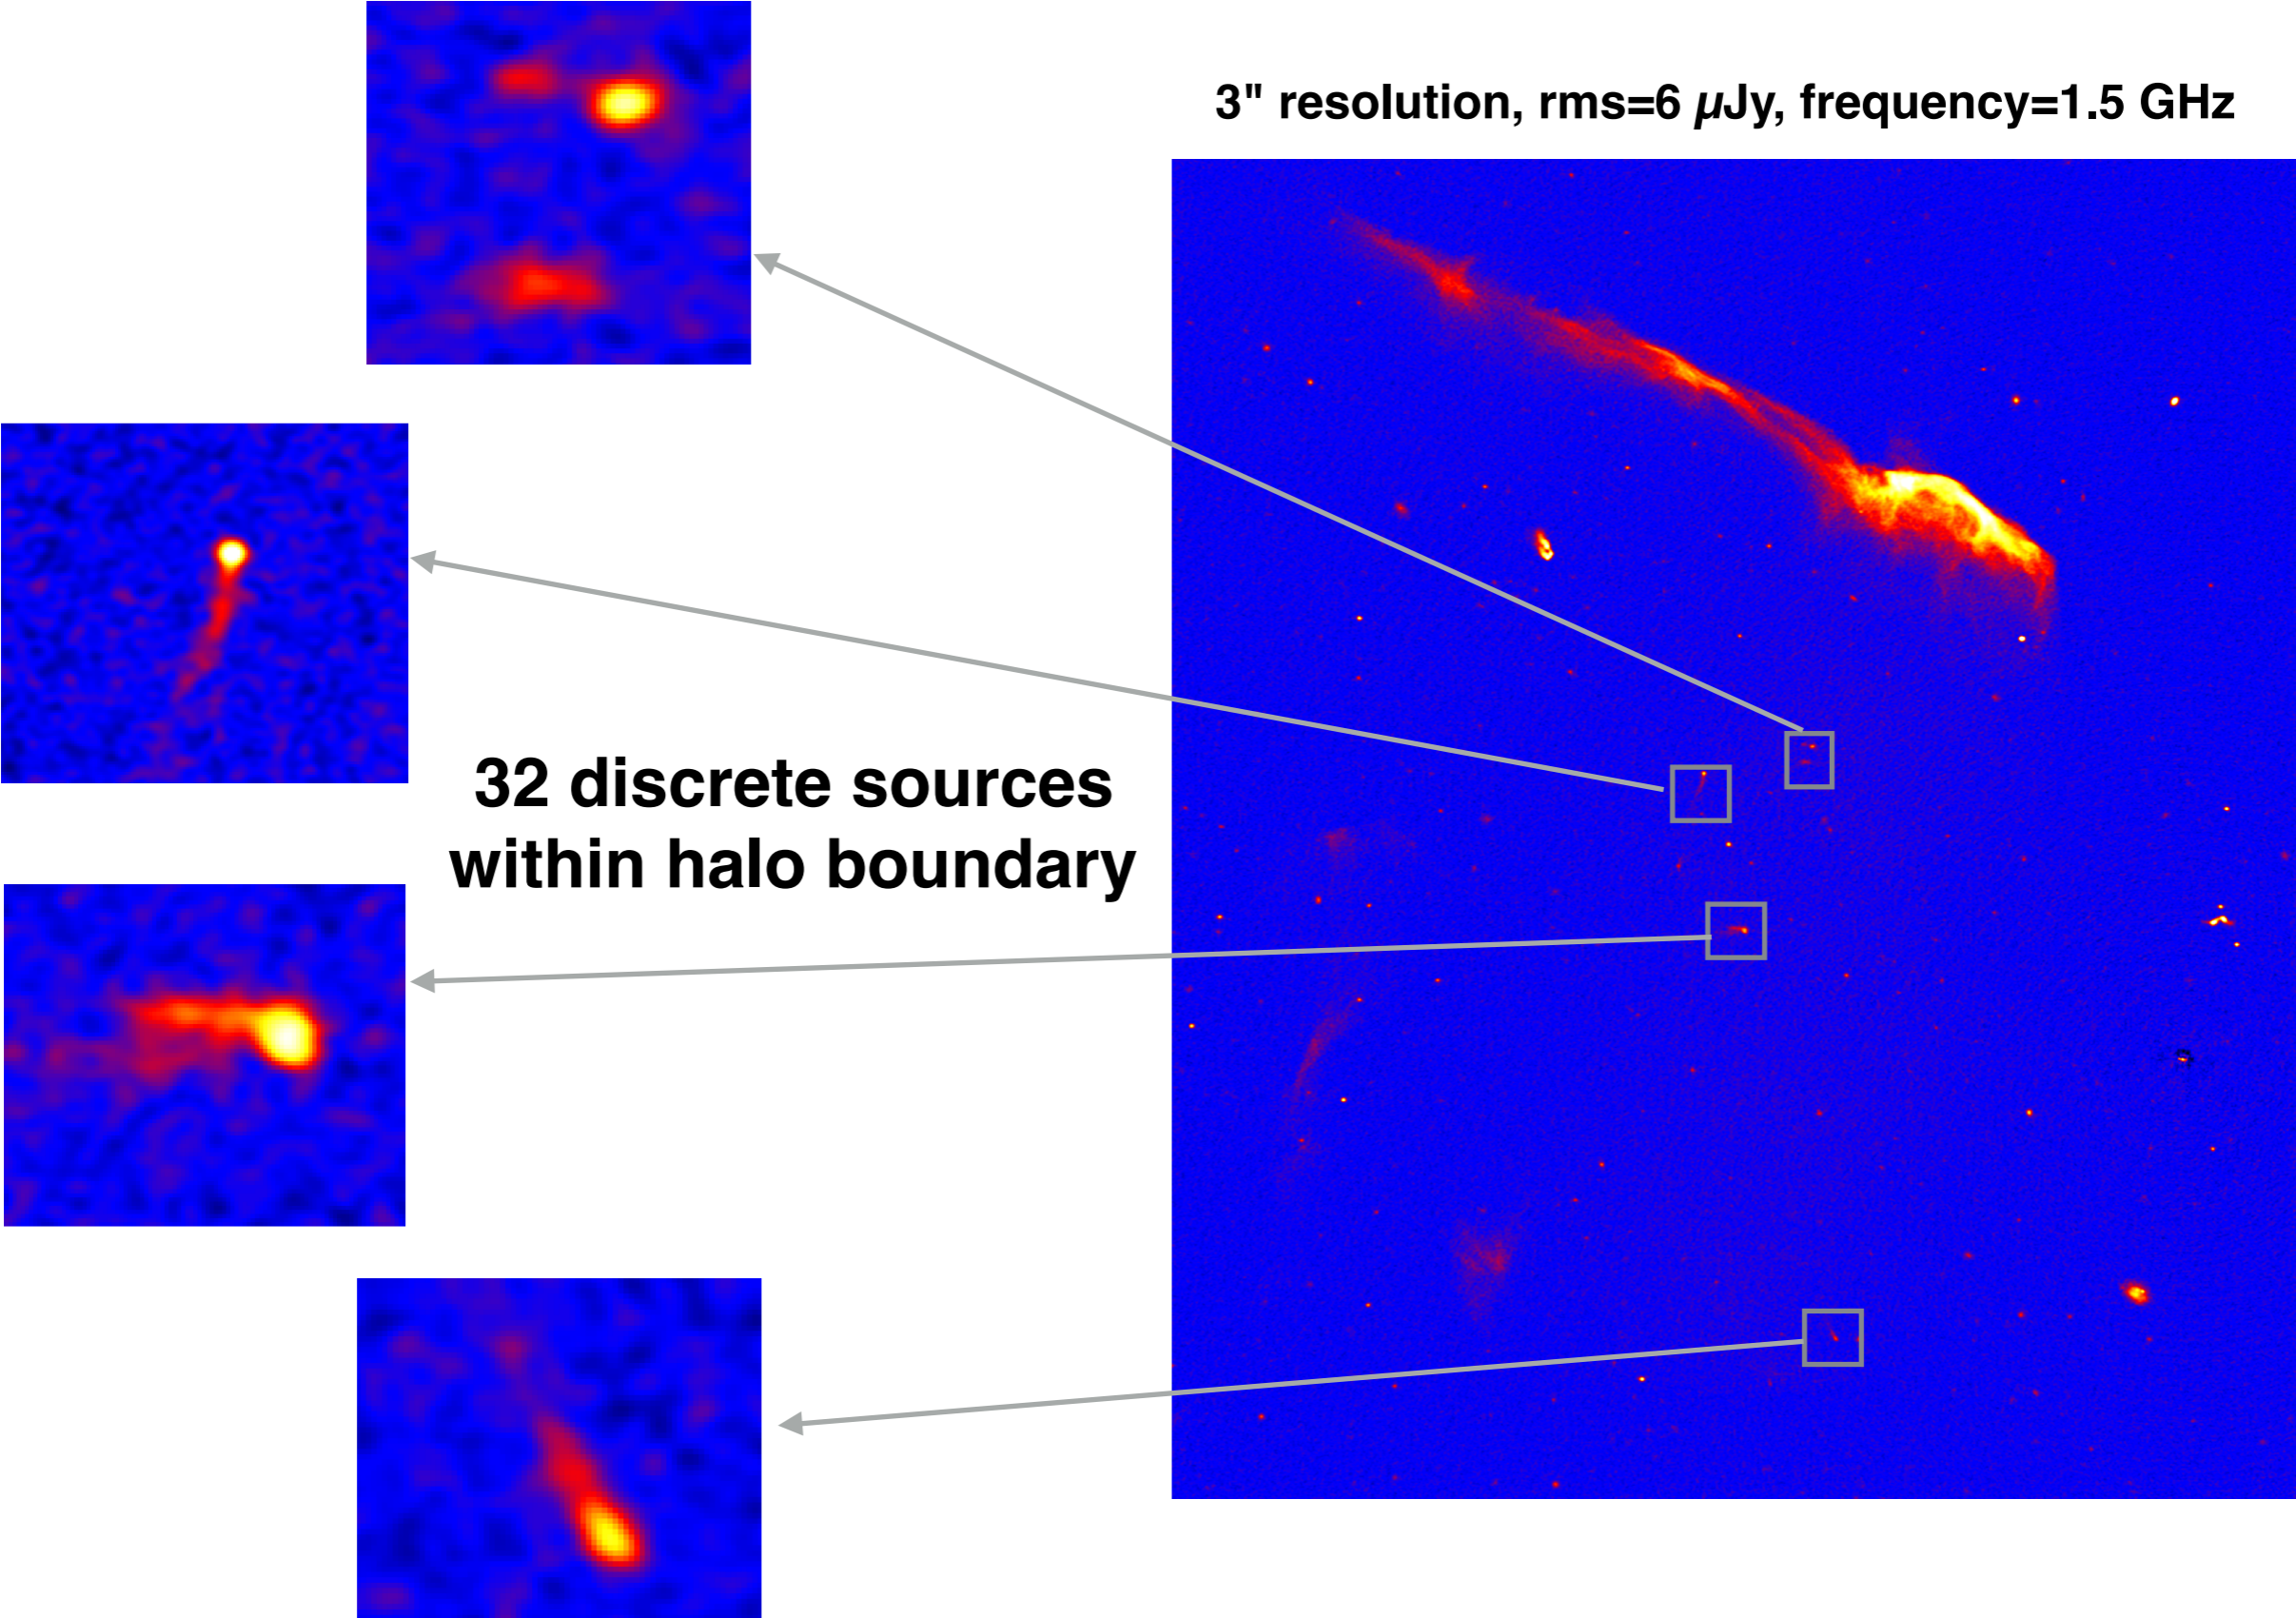 3" resolution, rms=6 μJy, frequency=1.5 GHz
32 discrete sources
within halo boundary